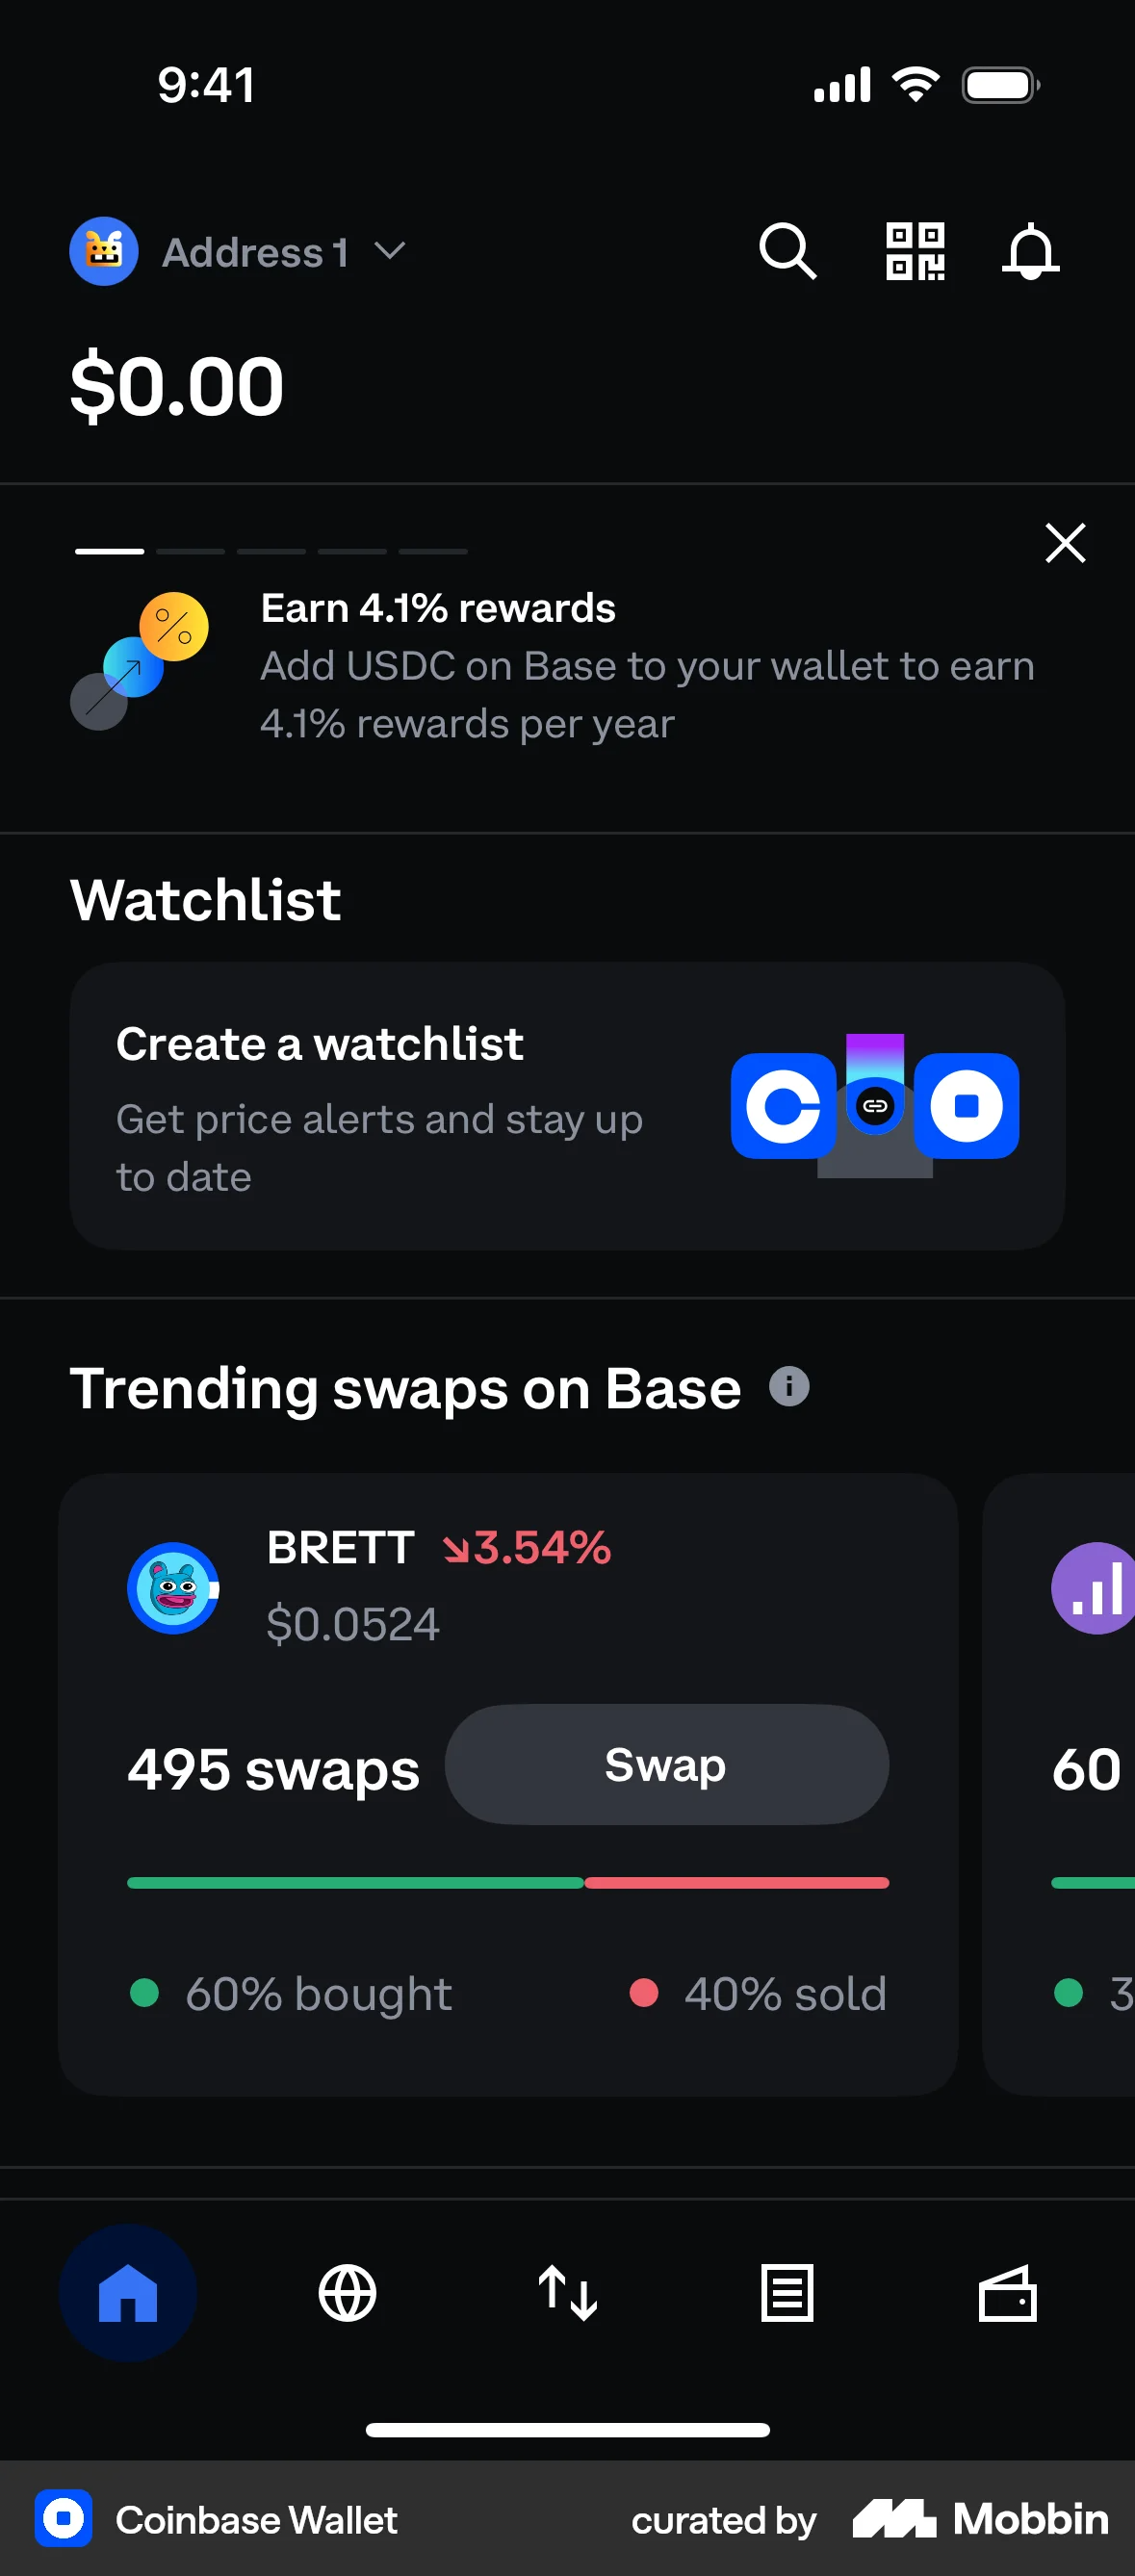 9:41
Address 1
$0.00
Earn 4.1% rewards
Add USDC on Base to your wallet to earn
4.1% rewards per year
Watchlist
Create a watchlist
Get price alerts and stay up
to date
Trending swaps on Base
BRETT ↘3.54%
$0.0524
495 swaps
Swap
60
60% bought
40% sold
3
Coinbase Wallet
curated by
Mobbin